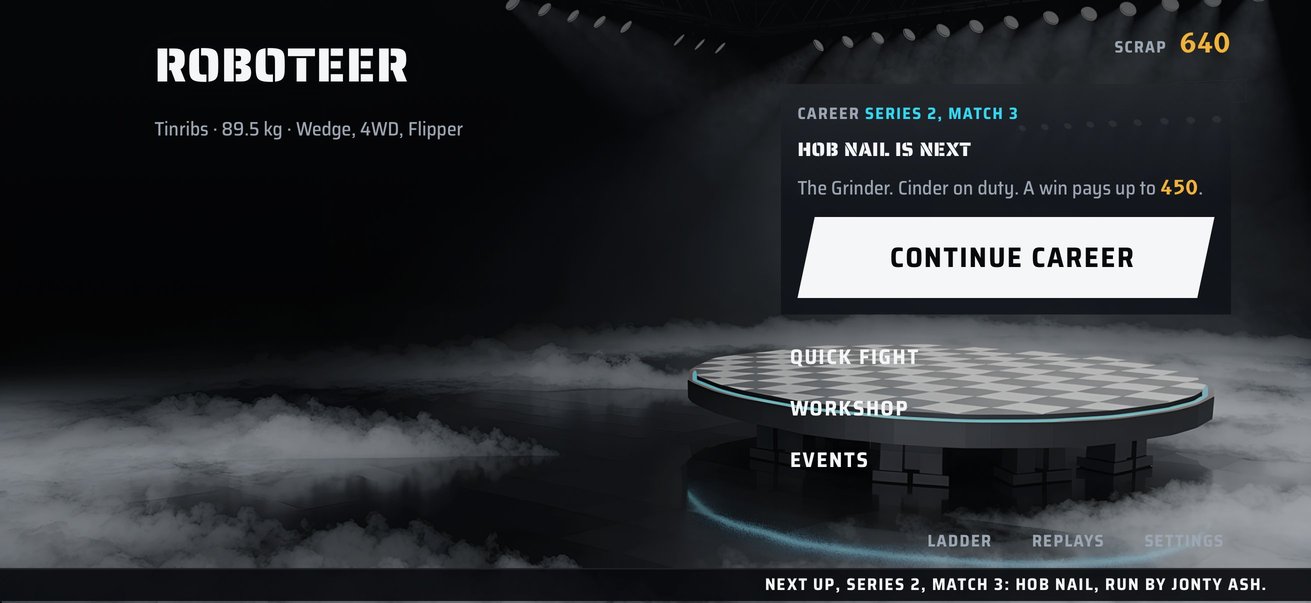 ROBOTEER
SCRAP 640
Tinribs · 89.5 kg · Wedge, 4WD, Flipper
CAREER SERIES 2, MATCH 3
HOB NAIL IS NEXT
The Grinder. Cinder on duty. A win pays up to 450.
CONTINUE CAREER
QUICK FIGHT
WORKSHOP
EVENTS
LADDER REPLAYS SETTINGS
NEXT UP, SERIES 2, MATCH 3: HOB NAIL, RUN BY JONTY ASH.